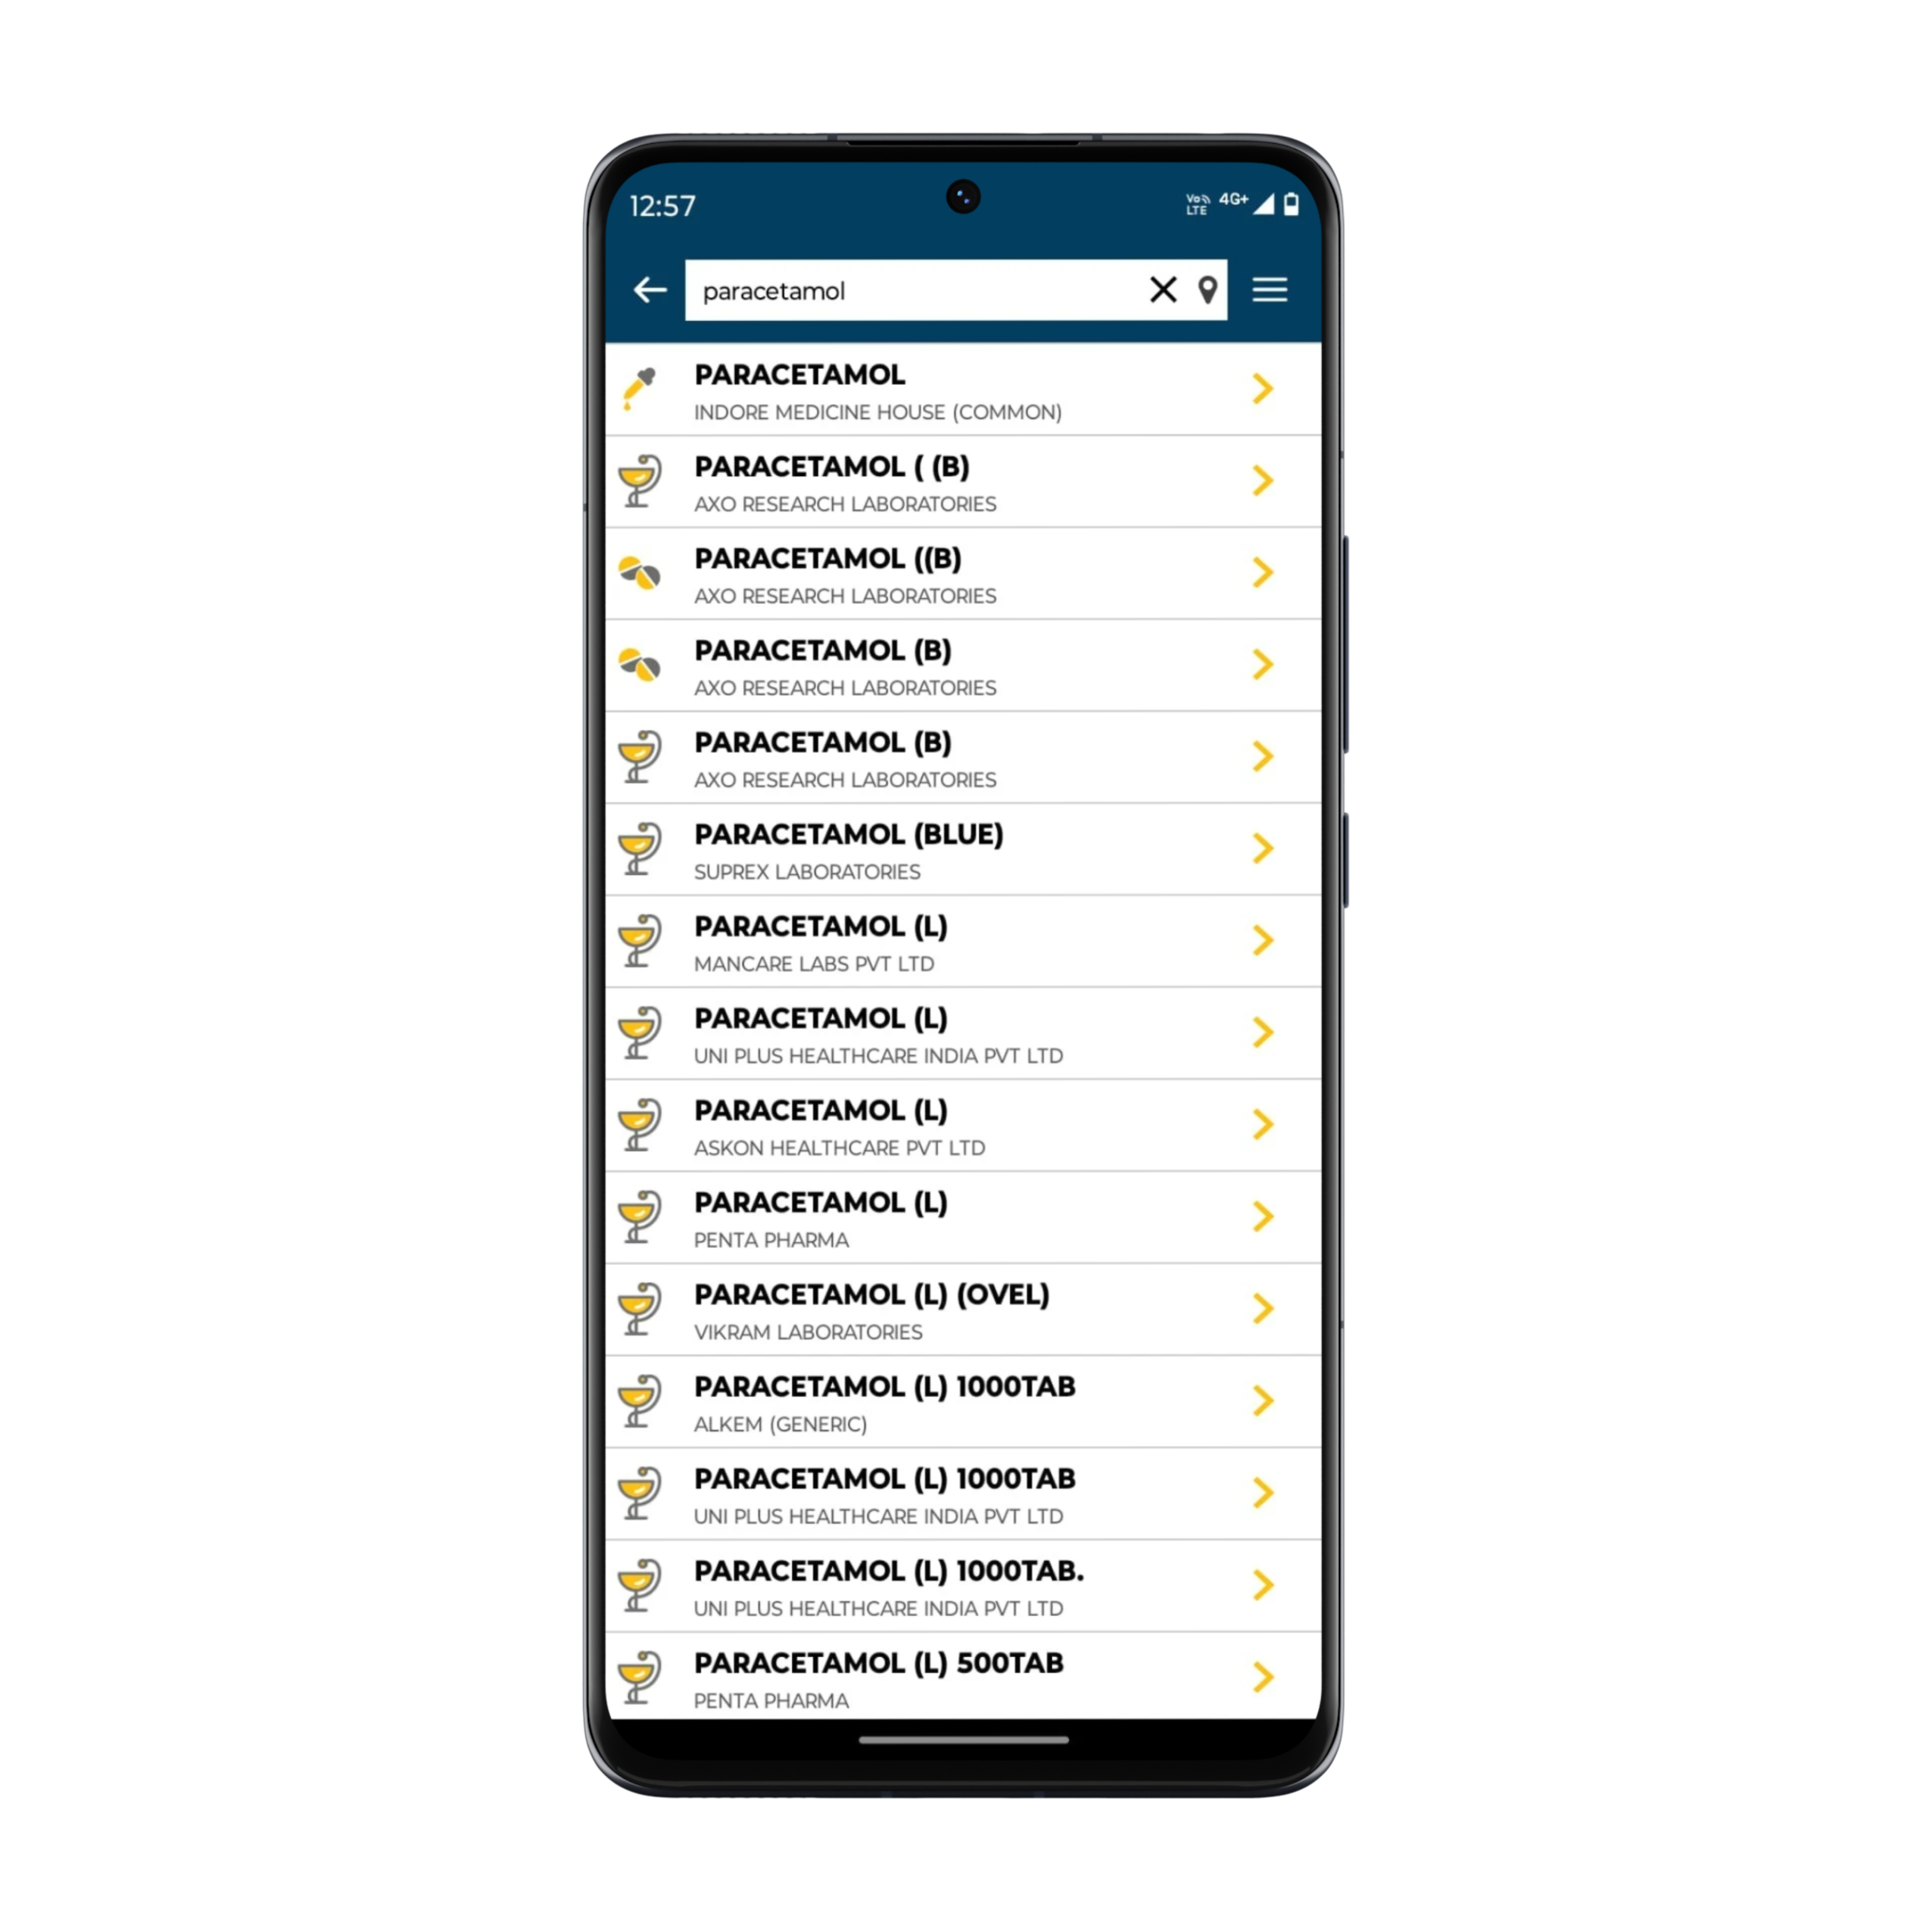 12:57
Vo LTE 4G+
paracetamol
PARACETAMOL
INDORE MEDICINE HOUSE (COMMON)
PARACETAMOL ( (B)
AXO RESEARCH LABORATORIES
PARACETAMOL ((B)
AXO RESEARCH LABORATORIES
PARACETAMOL (B)
AXO RESEARCH LABORATORIES
PARACETAMOL (B)
AXO RESEARCH LABORATORIES
PARACETAMOL (BLUE)
SUPREX LABORATORIES
PARACETAMOL (L)
MANCARE LABS PVT LTD
PARACETAMOL (L)
UNI PLUS HEALTHCARE INDIA PVT LTD
PARACETAMOL (L)
ASKON HEALTHCARE PVT LTD
PARACETAMOL (L)
PENTA PHARMA
PARACETAMOL (L) (OVEL)
VIKRAM LABORATORIES
PARACETAMOL (L) 1000TAB
ALKEM (GENERIC)
PARACETAMOL (L) 1000TAB
UNI PLUS HEALTHCARE INDIA PVT LTD
PARACETAMOL (L) 1000TAB.
UNI PLUS HEALTHCARE INDIA PVT LTD
PARACETAMOL (L) 500TAB
PENTA PHARMA